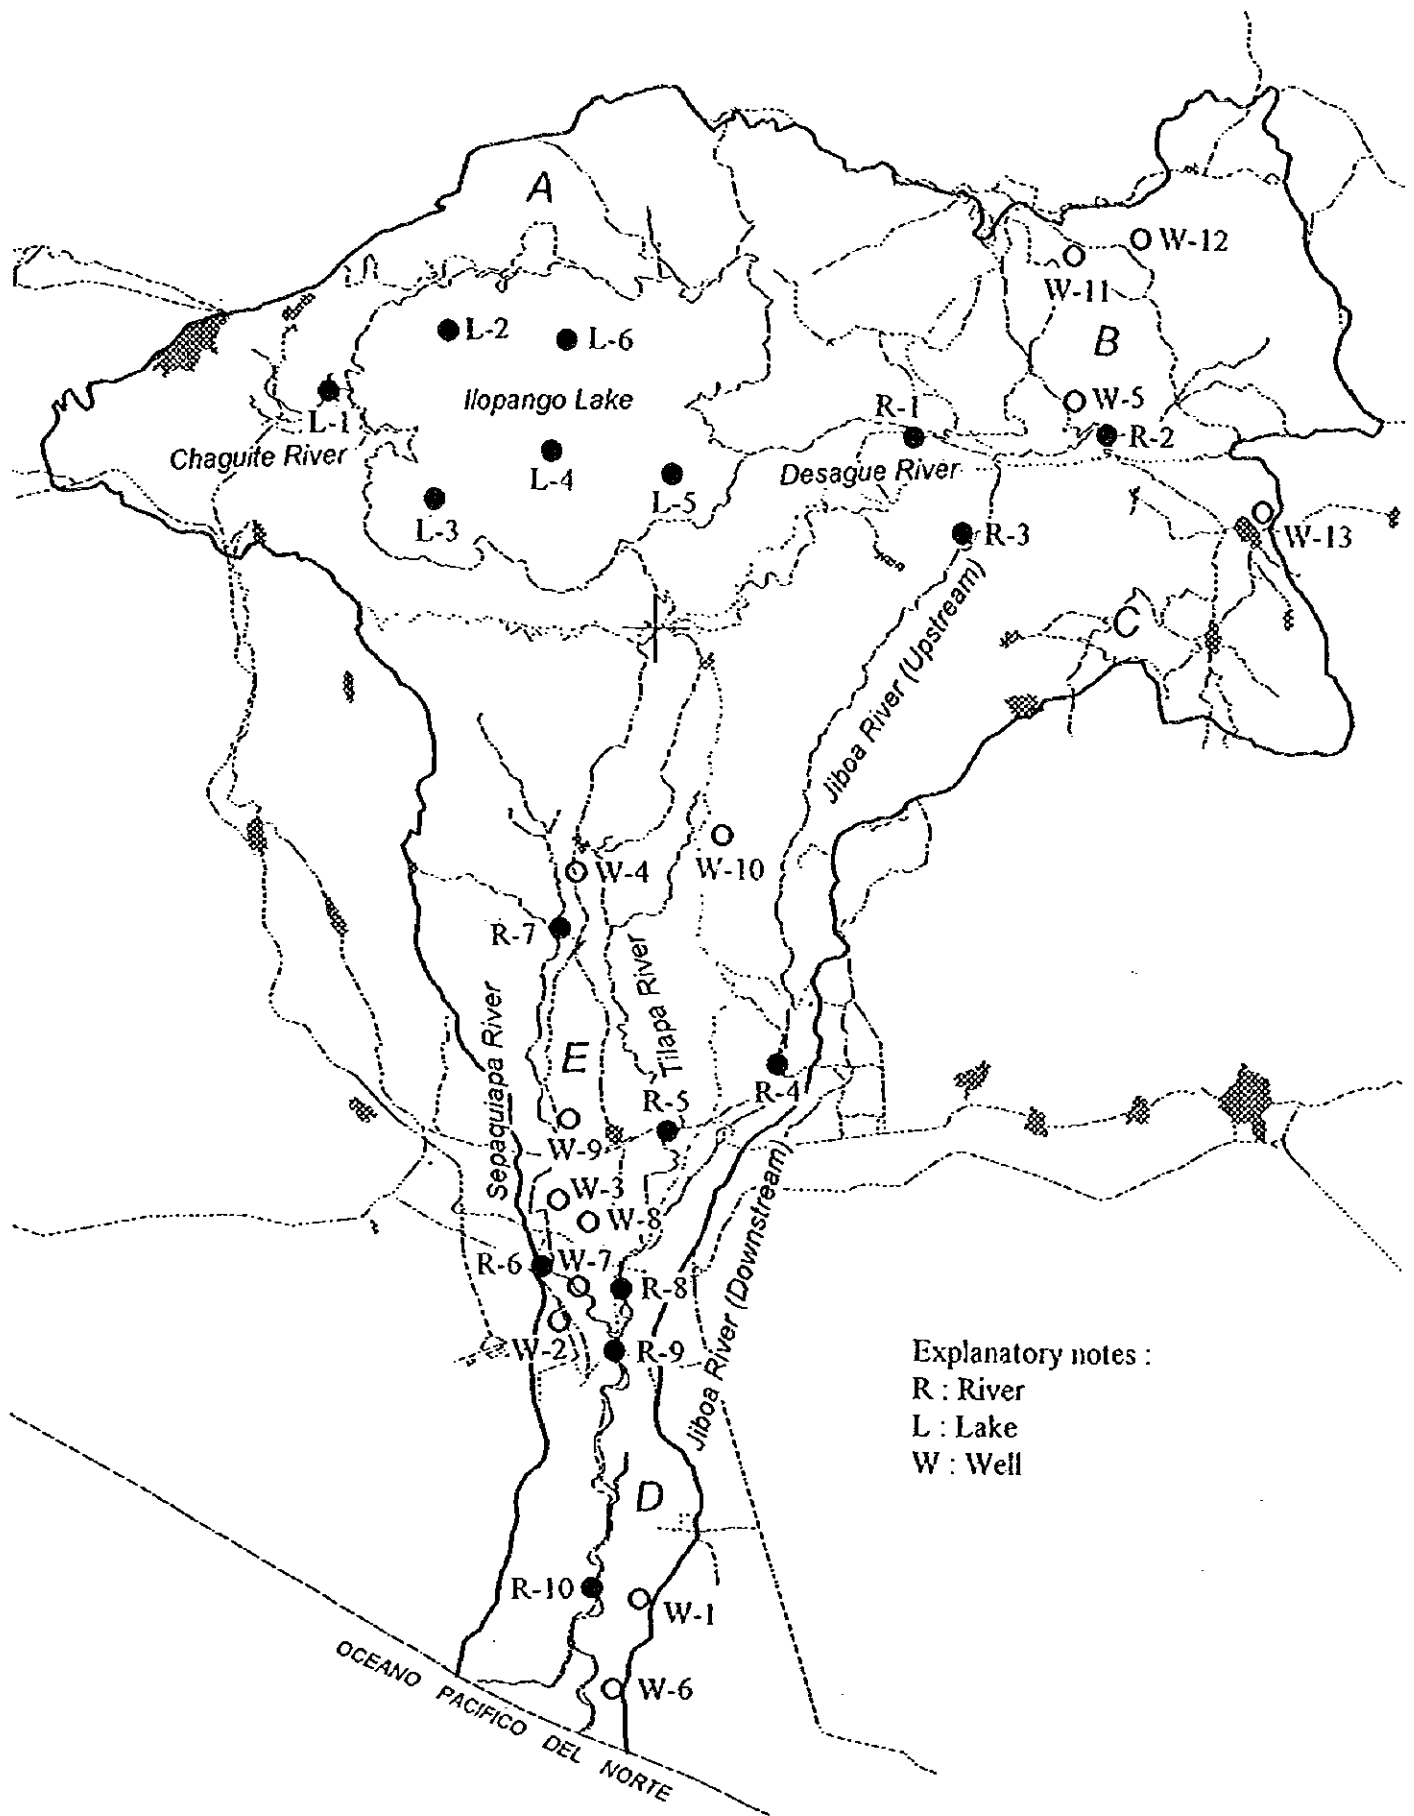 A
W-12
W-11
L-2
L-6
B
Ilopango Lake
W-5
L-1
R-1
R-2
Chaguite River
L-4
Desague River
L-5
L-3
W-13
R-3
C
Jiboa River (Upstream)
W-10
W-4
R-7
Tilapa River
Sepaquiapa River
E
R-4
R-5
W-9
W-3
W-8
R-6
W-7
R-8
Jiboa River (Downstream)
W-2
R-9
Explanatory notes :
R : River
L : Lake
W : Well
D
R-10
W-1
W-6
OCEANO PACIFICO DEL NORTE